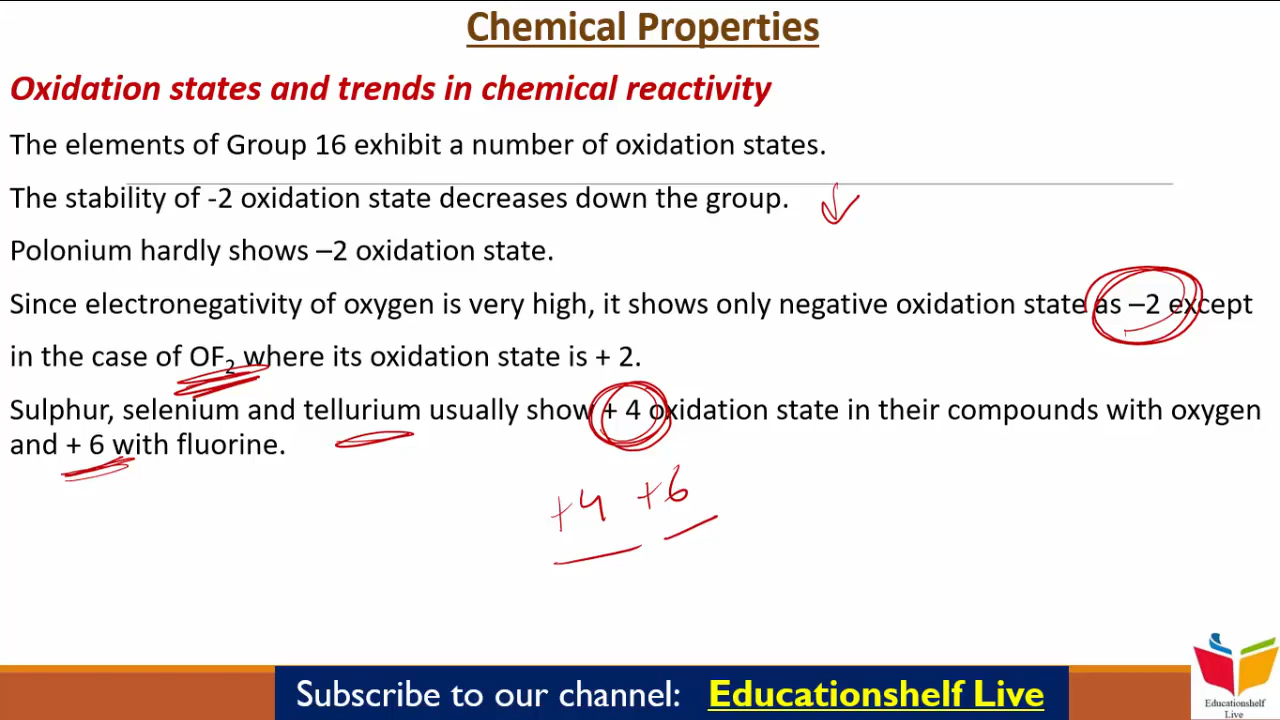 Chemical Properties
Oxidation states and trends in chemical reactivity
The elements of Group 16 exhibit a number of oxidation states.
The stability of -2 oxidation state decreases down the group.
Polonium hardly shows –2 oxidation state.
Since electronegativity of oxygen is very high, it shows only negative oxidation state as –2 except
in the case of OF₂ where its oxidation state is + 2.
Sulphur, selenium and tellurium usually show + 4 oxidation state in their compounds with oxygen
and + 6 with fluorine.
+4 +6
Subscribe to our channel: Educationshelf Live
Educationshelf
Live